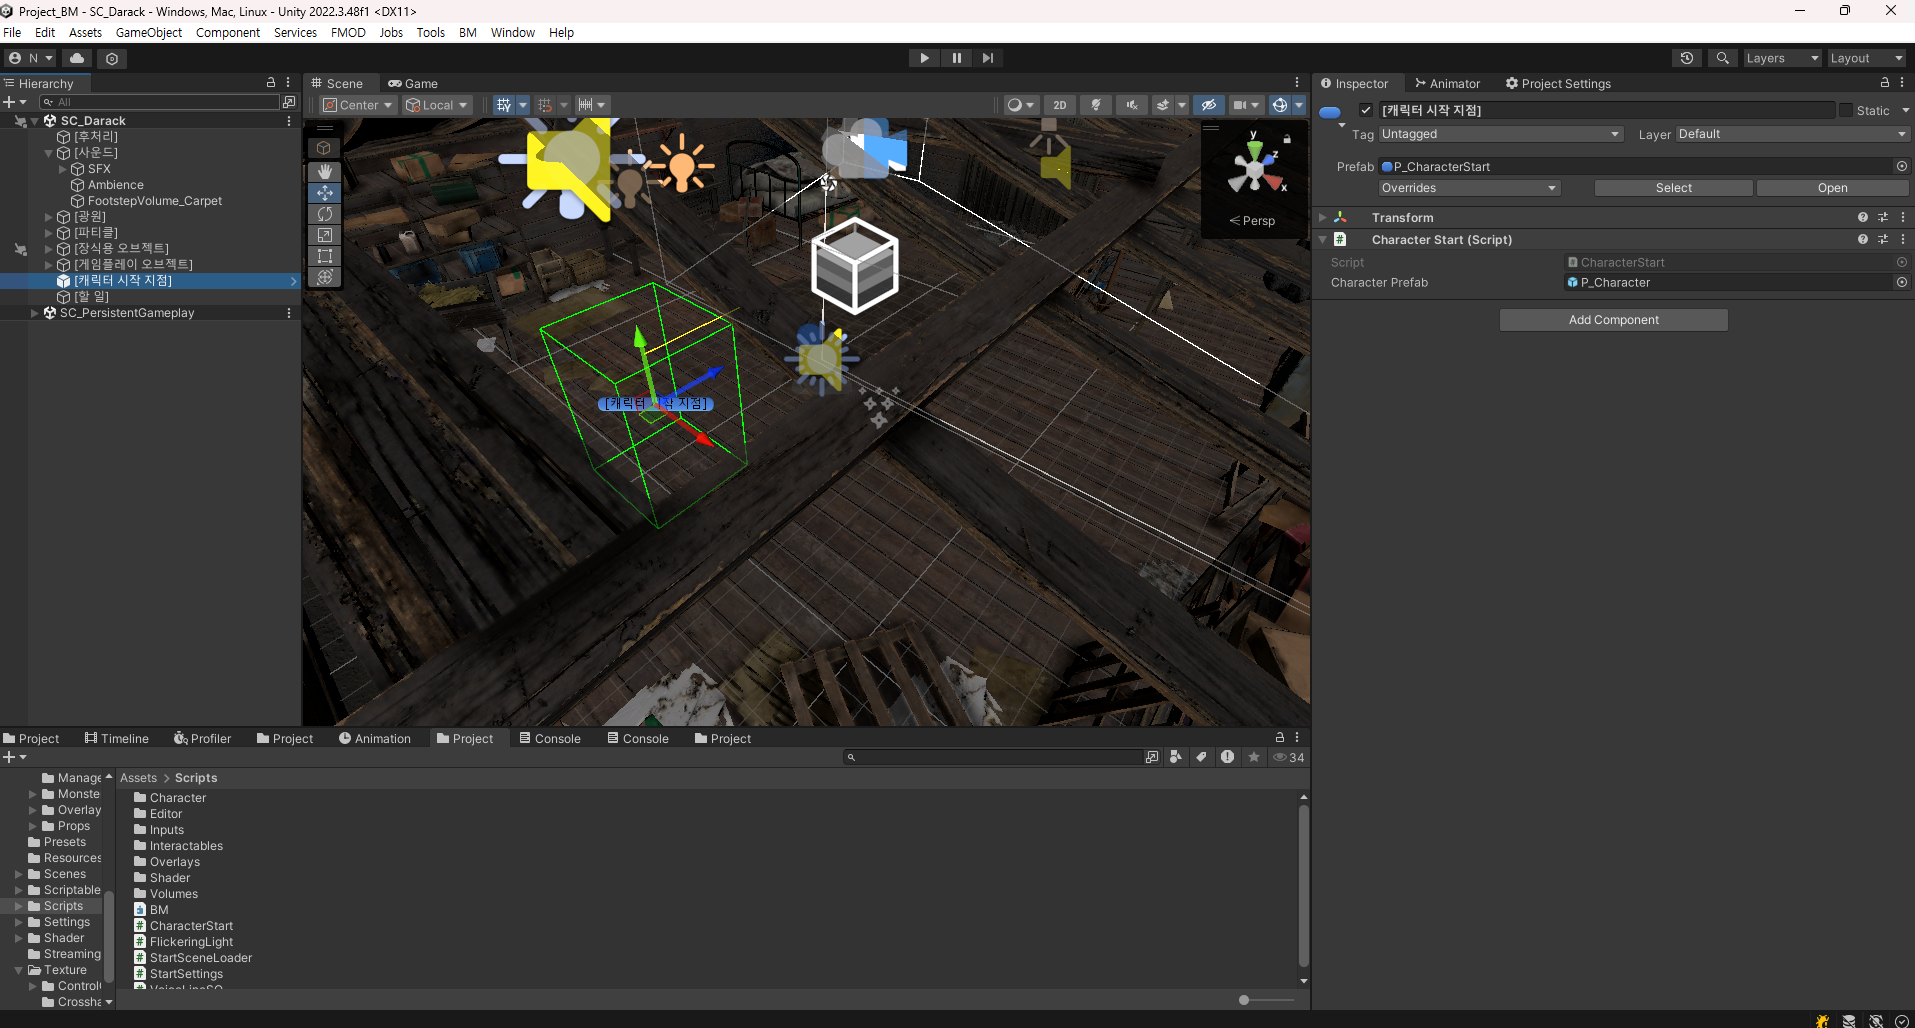 Project_BM - SC_Darack - Windows, Mac, Linux - Unity 2022.3.48f1 <DX11>
File Edit Assets GameObject Component Services FMOD Jobs Tools BM Window Help
N Layers Layout
Hierarchy
All
SC_Darack
[후처리]
[사운드]
SFX
Ambience
FootstepVolume_Carpet
[광원]
[파티클]
[장식용 오브젝트]
[게임플레이 오브젝트]
[캐릭터 시작 지점]
[할 일]
SC_PersistentGameplay
Scene Game
Center Local 2D
y
z
x
Persp
[캐릭터 시작 지점]
Inspector Animator Project Settings
[캐릭터 시작 지점] Static
Tag Untagged Layer Default
Prefab P_CharacterStart
Overrides Select Open
Transform
Character Start (Script)
Script CharacterStart
Character Prefab P_Character
Add Component
Project Timeline Profiler Project Animation Project Console Console Project
34
Manage
Monste
Overlay
Props
Presets
Resources
Scenes
Scriptable
Scripts
Settings
Shader
Streaming
Texture
Control
Crossha
Assets > Scripts
Character
Editor
Inputs
Interactables
Overlays
Shader
Volumes
BM
CharacterStart
FlickeringLight
StartSceneLoader
StartSettings